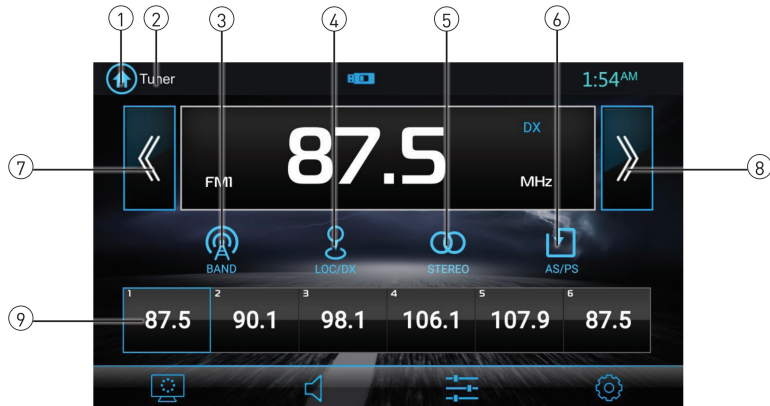 1 2 3 4 5 6
Tuner 1:54 AM
DX
87.5
7 8
FM1 MHz
BAND LOC/DX STEREO AS/PS
1 2 3 4 5 6
9 87.5 90.1 98.1 106.1 107.9 87.5